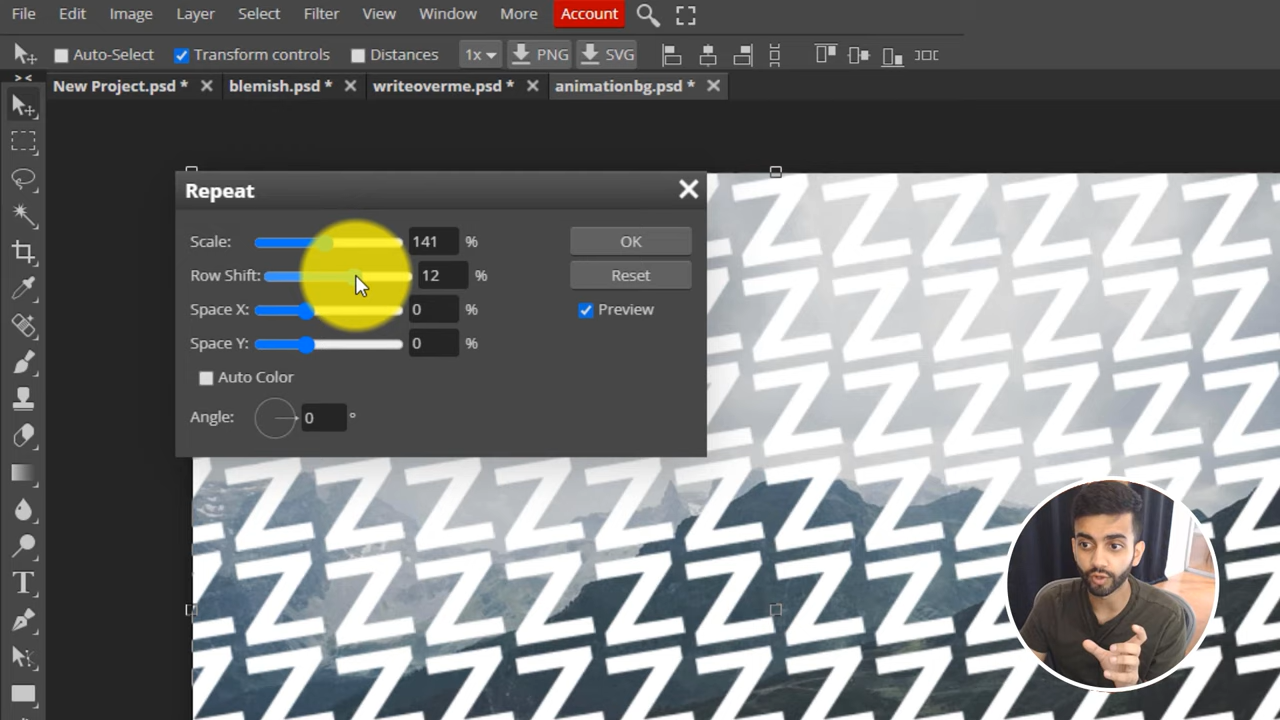 File Edit Image Layer Select Filter View Window More Account
Auto-Select Transform controls Distances 1x PNG SVG
> <
New Project.psd * blemish.psd * writeoverme.psd * animationbg.psd *
Repeat
Scale: 141 % OK
Row Shift: 12 % Reset
Space X: 0 % Preview
Space Y: 0 %
Auto Color
Angle: 0 °
T
Z Z Z Z Z Z
Z Z Z Z Z Z
Z Z Z Z Z Z
Z Z Z Z Z Z Z Z Z Z Z Z
Z Z Z Z Z Z Z Z Z Z
Z Z Z Z Z Z Z Z Z Z